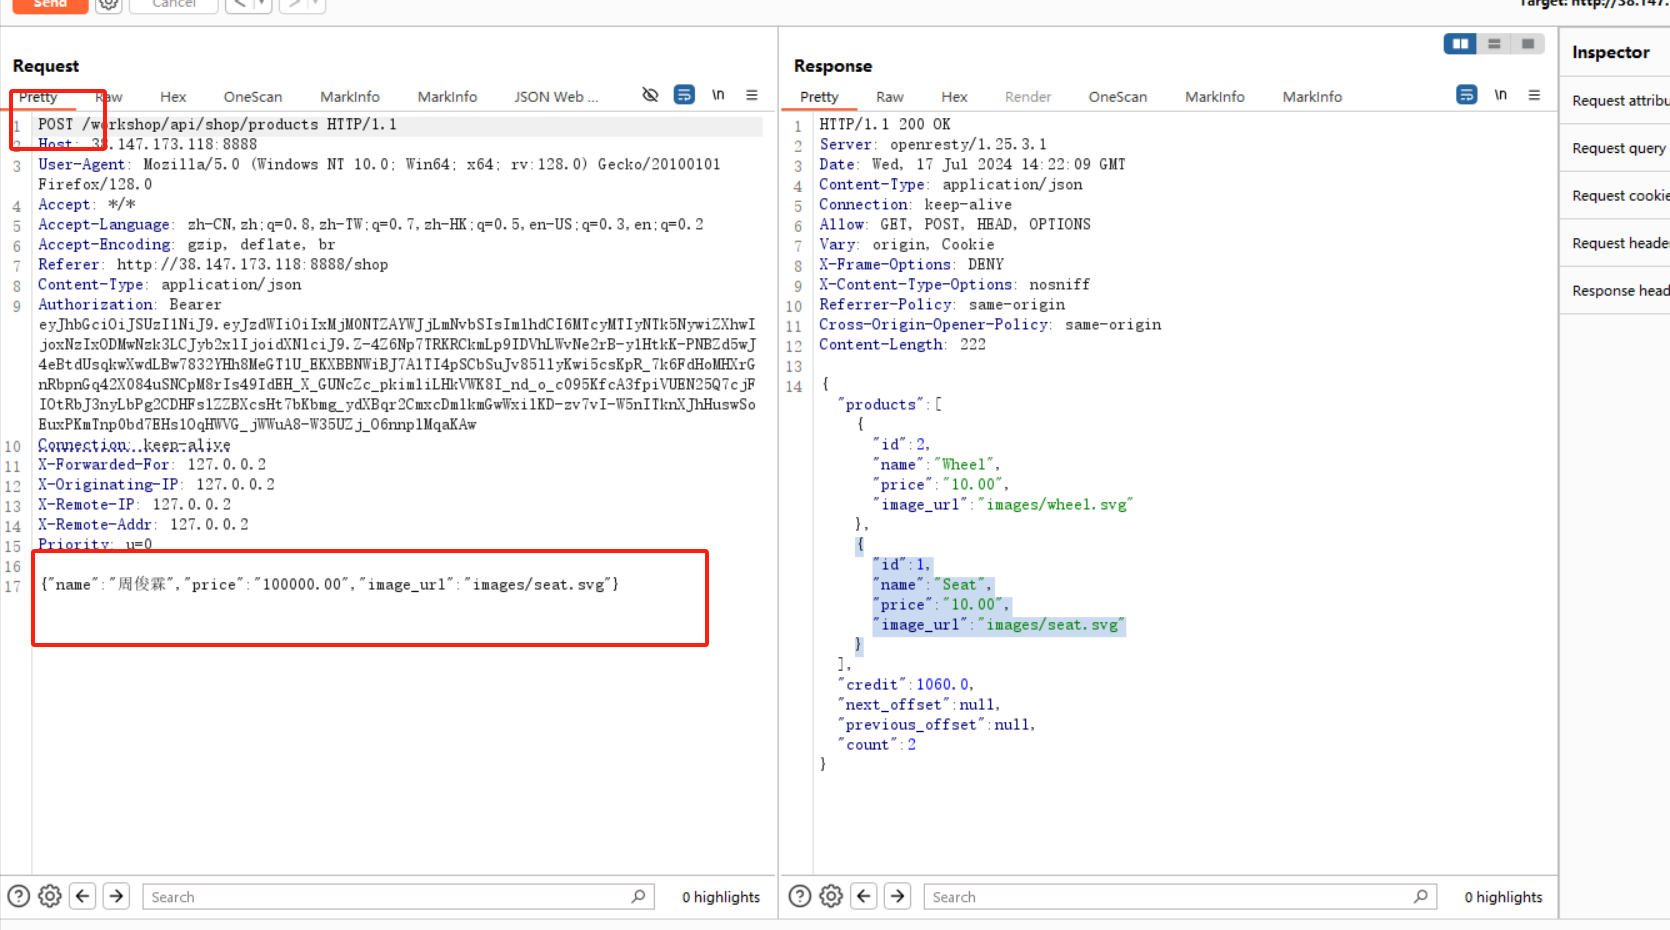 Send
Cancel
Target: http://38.147.
Request
Pretty
Raw
Hex
OneScan
MarkInfo
MarkInfo
JSON Web ...
\n
1 POST /workshop/api/shop/products HTTP/1.1
2 Host: 38.147.173.118:8888
3 User-Agent: Mozilla/5.0 (Windows NT 10.0; Win64; x64; rv:128.0) Gecko/20100101
Firefox/128.0
4 Accept: */*
5 Accept-Language: zh-CN,zh;q=0.8,zh-TW;q=0.7,zh-HK;q=0.5,en-US;q=0.3,en;q=0.2
6 Accept-Encoding: gzip, deflate, br
7 Referer: http://38.147.173.118:8888/shop
8 Content-Type: application/json
9 Authorization: Bearer
10 Connection: keep-alive
11 X-Forwarded-For: 127.0.0.2
12 X-Originating-IP: 127.0.0.2
13 X-Remote-IP: 127.0.0.2
14 X-Remote-Addr: 127.0.0.2
15 Priority: u=0
16
17 {"name":"周俊霖","price":"100000.00","image_url":"images/seat.svg"}
Search
0 highlights
Response
Pretty
Raw
Hex
Render
OneScan
MarkInfo
MarkInfo
\n
1 HTTP/1.1 200 OK
2 Server: openresty/1.25.3.1
3 Date: Wed, 17 Jul 2024 14:22:09 GMT
4 Content-Type: application/json
5 Connection: keep-alive
6 Allow: GET, POST, HEAD, OPTIONS
7 Vary: origin, Cookie
8 X-Frame-Options: DENY
9 X-Content-Type-Options: nosniff
10 Referrer-Policy: same-origin
11 Cross-Origin-Opener-Policy: same-origin
12 Content-Length: 222
13
14 {
"products":[
{
"id":2,
"name":"Wheel",
"price":"10.00",
"image_url":"images/wheel.svg"
},
{
"id":1,
"name":"Seat",
"price":"10.00",
"image_url":"images/seat.svg"
}
],
"credit":1060.0,
"next_offset":null,
"previous_offset":null,
"count":2
}
Search
0 highlights
Inspector
Request attribu
Request query
Request cookie
Request heade
Response head